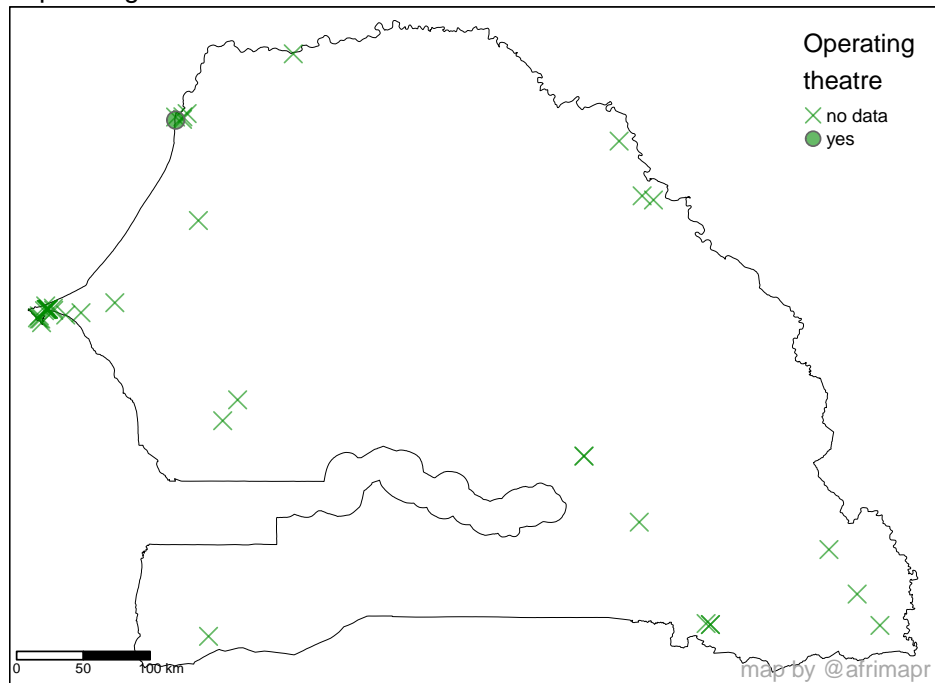 Operating
theatre
no data
yes
0 50 100 km
map by @afrimapr